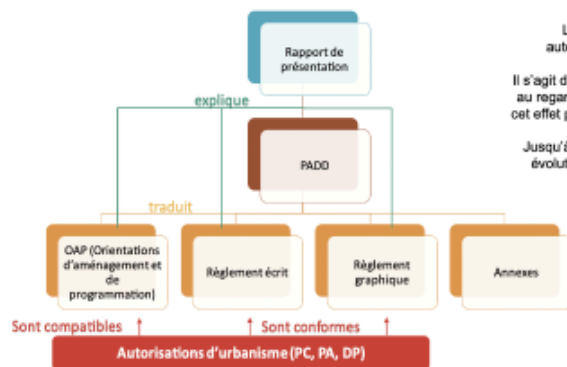 Rapport de
présentation
L
auto
explique
Il s'agit d
au regar
cet effet p
PADD
Jusqu'à
évolut
traduit
OAP (Orientations
d'aménagement et
de
programmation)
Règlement écrit
Règlement
graphique
Annexes
Sont compatibles
Sont conformes
Autorisations d'urbanisme (PC, PA, DP)